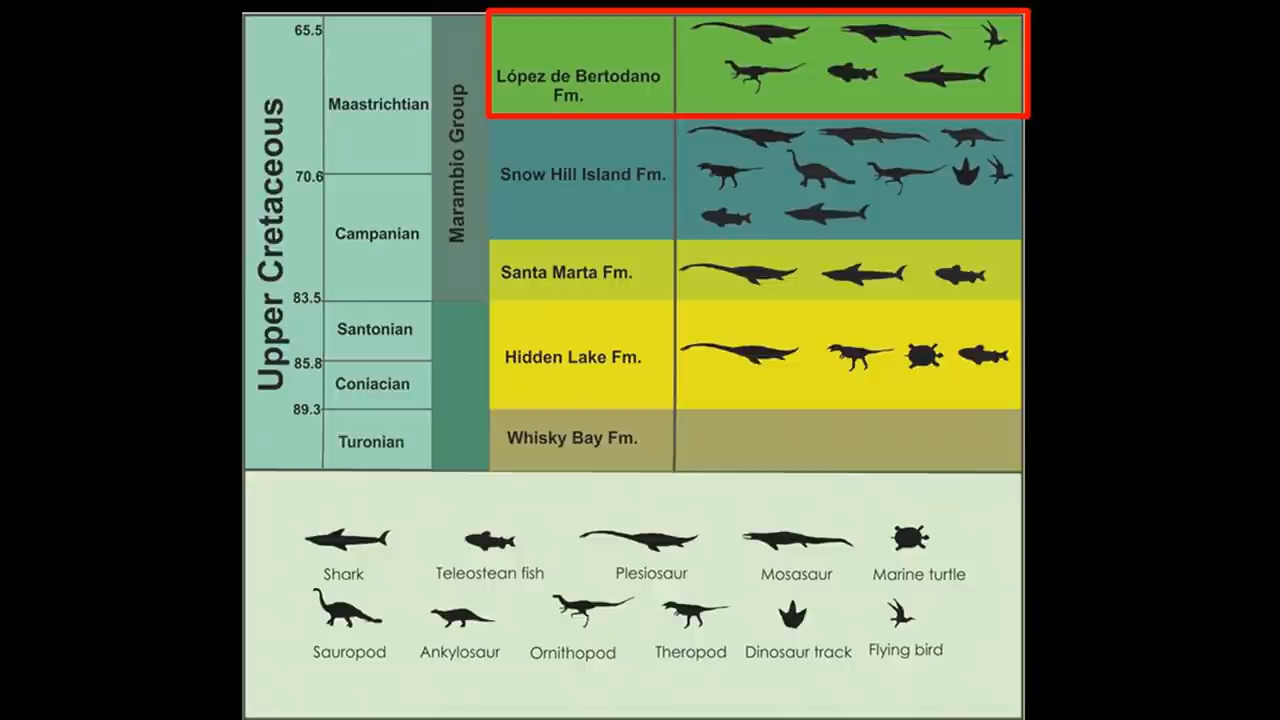 65.5
López de Bertodano
Fm.
Maastrichtian
Marambio Group
70.6
Snow Hill Island Fm.
Upper Cretaceous
Campanian
Santa Marta Fm.
83.5
Santonian
Hidden Lake Fm.
85.8
Coniacian
89.3
Turonian
Whisky Bay Fm.
Shark
Teleostean fish
Plesiosaur
Mosasaur
Marine turtle
Sauropod
Ankylosaur
Ornithopod
Theropod
Dinosaur track
Flying bird